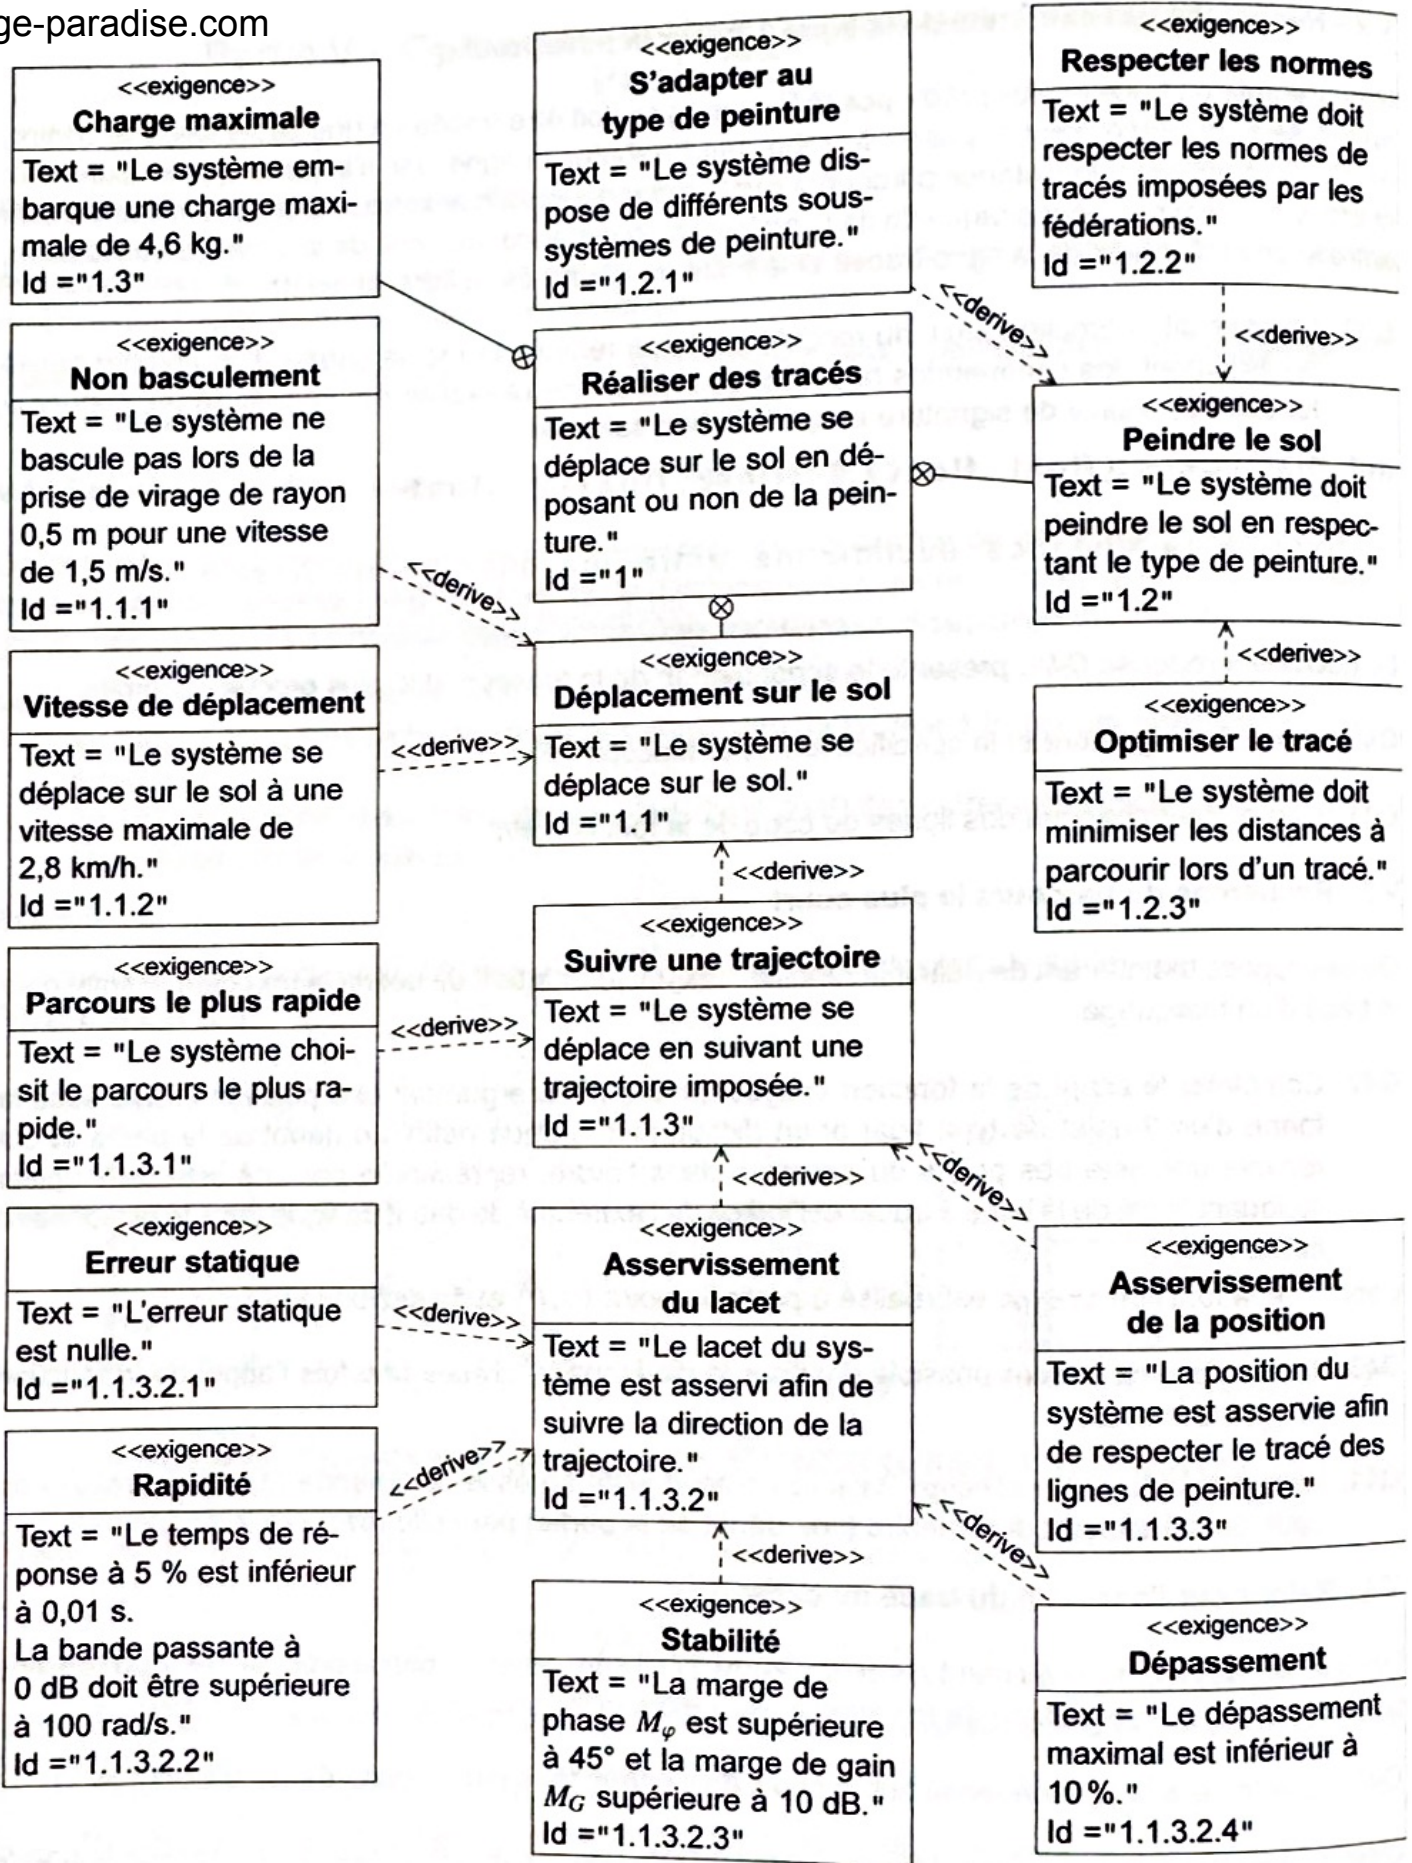 ge-paradise.com
<<exigence>>
Charge maximale
Text = "Le système em-
barque une charge maxi-
male de 4,6 kg."
Id ="1.3"
<<exigence>>
S'adapter au
type de peinture
Text = "Le système dis-
pose de différents sous-
systèmes de peinture."
Id ="1.2.1"
<<exigence>>
Respecter les normes
Text = "Le système doit
respecter les normes de
tracés imposées par les
fédérations."
Id ="1.2.2"
<<derive>>
<<derive>>
<<exigence>>
Non basculement
Text = "Le système ne
bascule pas lors de la
prise de virage de rayon
0,5 m pour une vitesse
de 1,5 m/s."
Id ="1.1.1"
<<derive>>
<<exigence>>
Réaliser des tracés
Text = "Le système se
déplace sur le sol en dé-
posant ou non de la pein-
ture."
Id ="1"
<<exigence>>
Peindre le sol
Text = "Le système doit
peindre le sol en respec-
tant le type de peinture."
Id ="1.2"
<<derive>>
<<exigence>>
Vitesse de déplacement
Text = "Le système se
déplace sur le sol à une
vitesse maximale de
2,8 km/h."
Id ="1.1.2"
<<derive>>
<<exigence>>
Déplacement sur le sol
Text = "Le système se
déplace sur le sol."
Id ="1.1"
<<derive>>
<<exigence>>
Optimiser le tracé
Text = "Le système doit
minimiser les distances à
parcourir lors d'un tracé."
Id ="1.2.3"
<<exigence>>
Parcours le plus rapide
Text = "Le système choi-
sit le parcours le plus ra-
pide."
Id ="1.1.3.1"
<<derive>>
<<exigence>>
Suivre une trajectoire
Text = "Le système se
déplace en suivant une
trajectoire imposée."
Id ="1.1.3"
<<derive>>
<<derive>>
<<exigence>>
Erreur statique
Text = "L'erreur statique
est nulle."
Id ="1.1.3.2.1"
<<derive>>
<<exigence>>
Asservissement
du lacet
Text = "Le lacet du sys-
tème est asservi afin de
suivre la direction de la
trajectoire."
Id ="1.1.3.2"
<<exigence>>
Asservissement
de la position
Text = "La position du
système est asservie afin
de respecter le tracé des
lignes de peinture."
Id ="1.1.3.3"
<<exigence>>
Rapidité
Text = "Le temps de ré-
ponse à 5 % est inférieur
à 0,01 s.
La bande passante à
0 dB doit être supérieure
à 100 rad/s."
Id ="1.1.3.2.2"
<<derive>>
<<derive>>
<<derive>>
<<exigence>>
Stabilité
Text = "La marge de
phase Mφ est supérieure
à 45° et la marge de gain
MG supérieure à 10 dB."
Id ="1.1.3.2.3"
<<exigence>>
Dépassement
Text = "Le dépassement
maximal est inférieur à
10 %."
Id ="1.1.3.2.4"